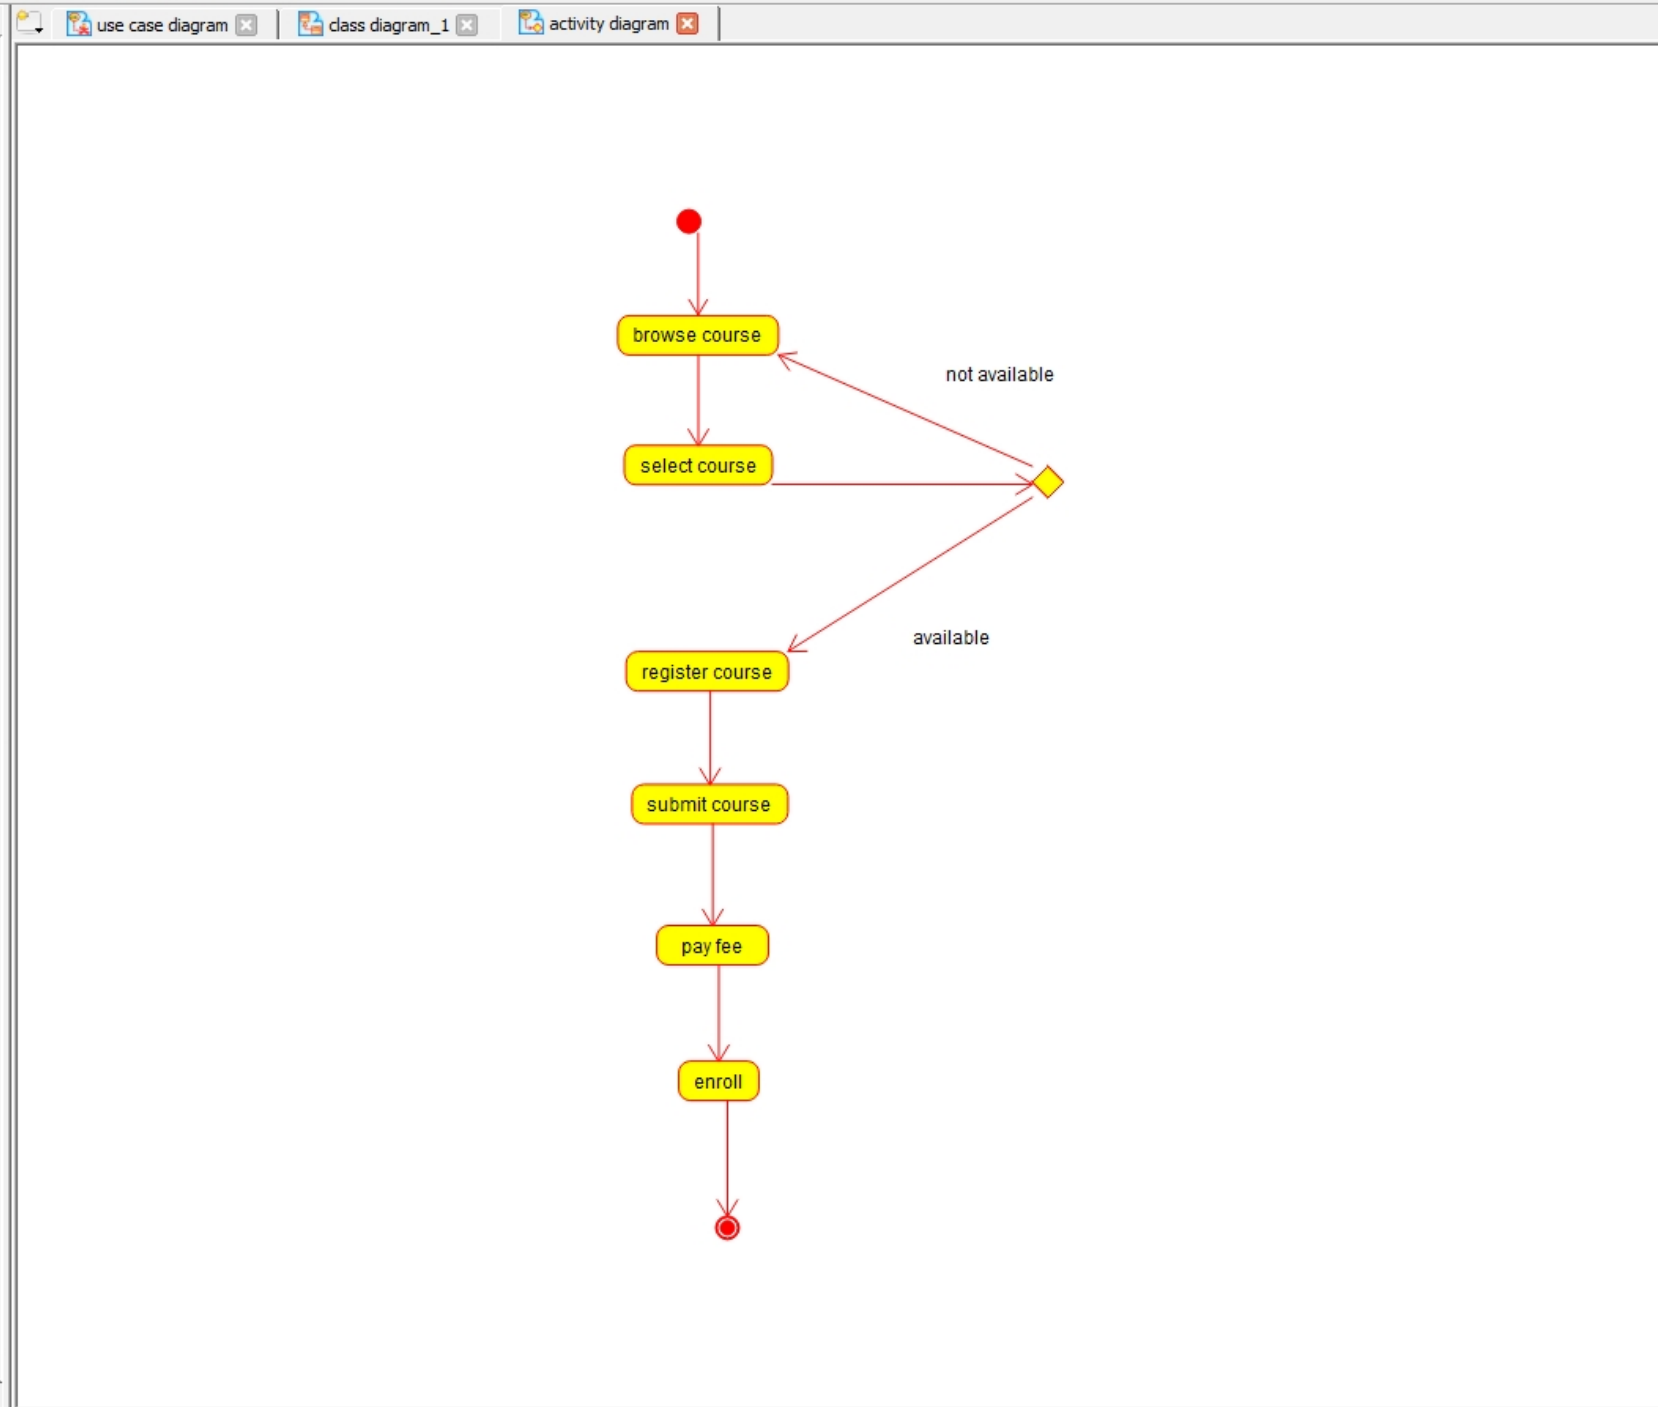 use case diagram
class diagram_1
activity diagram
browse course
not available
select course
available
register course
submit course
pay fee
enroll